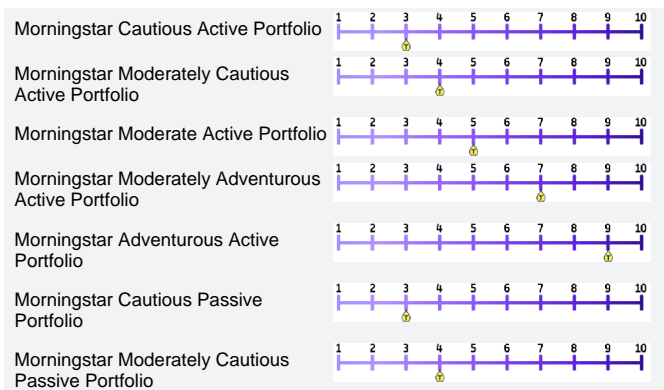 1 2 3 4 5 6 7 8 9 10
Morningstar Cautious Active Portfolio
T
1 2 3 4 5 6 7 8 9 10
Morningstar Moderately Cautious
Active Portfolio
T
1 2 3 4 5 6 7 8 9 10
Morningstar Moderate Active Portfolio
T
1 2 3 4 5 6 7 8 9 10
Morningstar Moderately Adventurous
Active Portfolio
T
1 2 3 4 5 6 7 8 9 10
Morningstar Adventurous Active
Portfolio
T
1 2 3 4 5 6 7 8 9 10
Morningstar Cautious Passive
Portfolio
T
1 2 3 4 5 6 7 8 9 10
Morningstar Moderately Cautious
Passive Portfolio
T